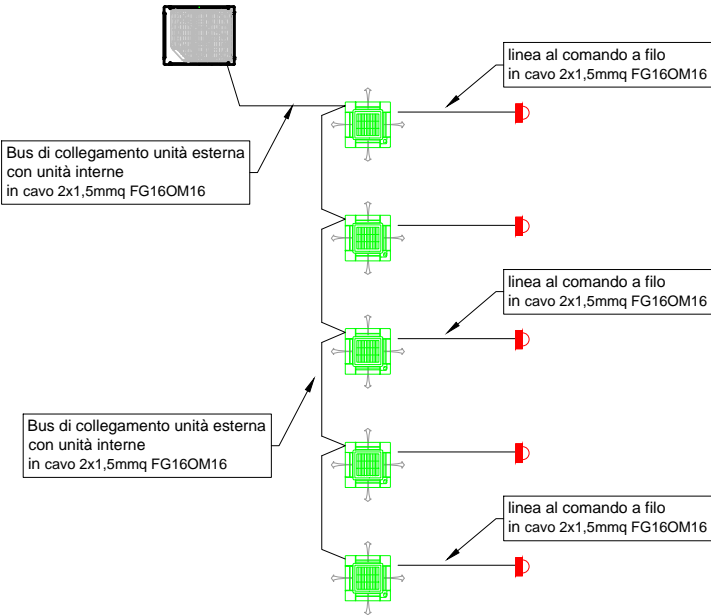 linea al comando a filo
in cavo 2x1,5mmq FG16OM16
Bus di collegamento unità esterna
con unità interne
in cavo 2x1,5mmq FG16OM16
linea al comando a filo
in cavo 2x1,5mmq FG16OM16
Bus di collegamento unità esterna
con unità interne
in cavo 2x1,5mmq FG16OM16
linea al comando a filo
in cavo 2x1,5mmq FG16OM16